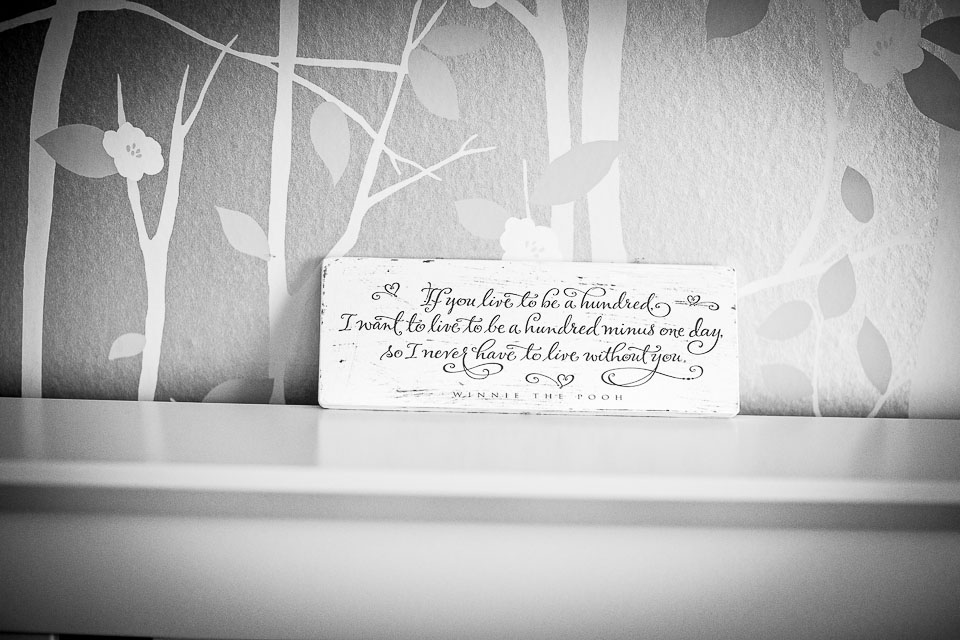 If you live to be a hundred.
I want to live to be a hundred minus one day,
so I never have to live without you.
WINNIE THE POOH